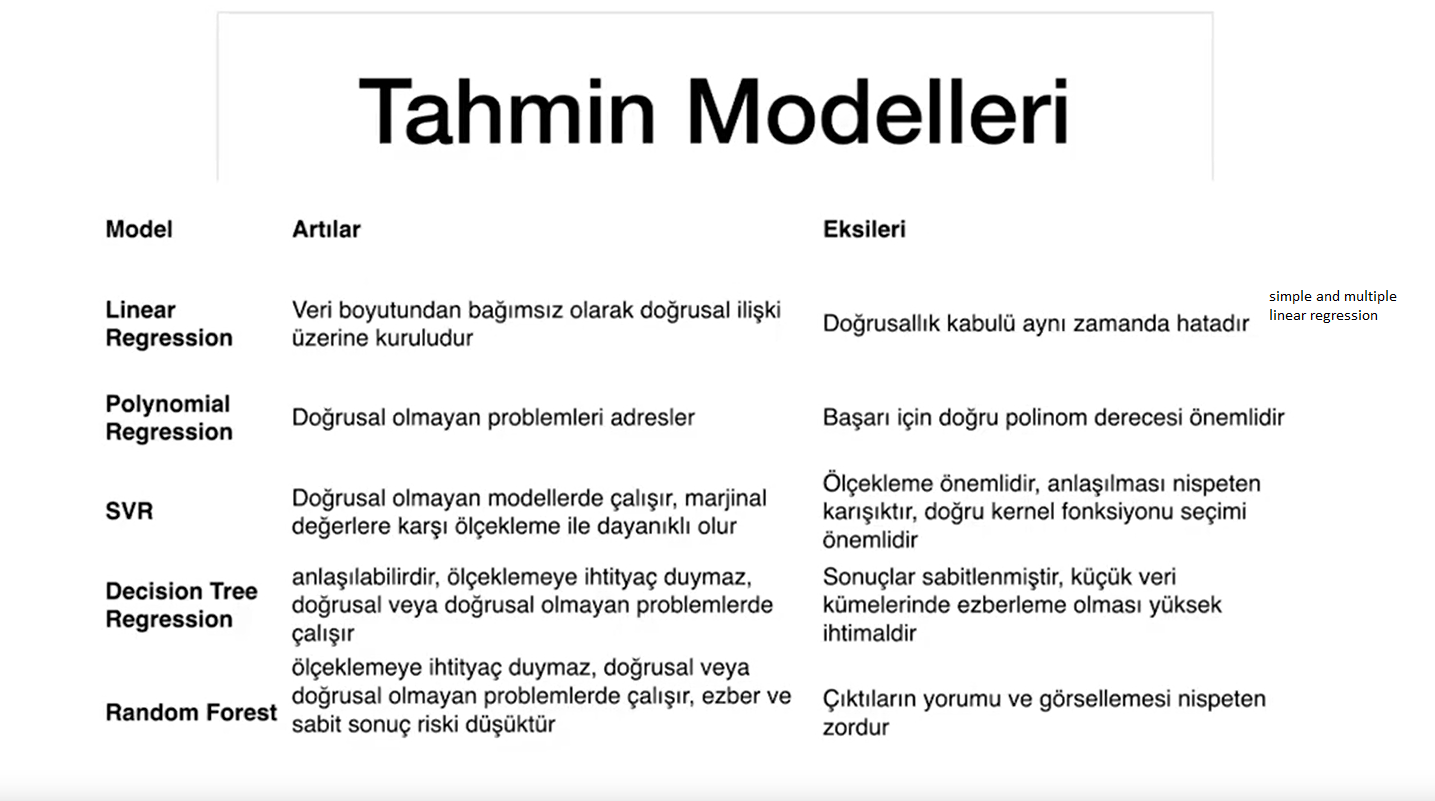 Tahmin Modelleri
Model
Artılar
Eksileri
Linear
Regression
Veri boyutundan bağımsız olarak doğrusal ilişki
üzerine kuruludur
Doğrusallık kabulü aynı zamanda hatadır
simple and multiple
linear regression
Polynomial
Regression
Doğrusal olmayan problemleri adresler
Başarı için doğru polinom derecesi önemlidir
SVR
Doğrusal olmayan modellerde çalışır, marjinal
değerlere karşı ölçekleme ile dayanıklı olur
Ölçekleme önemlidir, anlaşılması nispeten
karışıktır, doğru kernel fonksiyonu seçimi
önemlidir
Decision Tree
Regression
anlaşılabilirdir, ölçeklemeye ihtityaç duymaz,
doğrusal veya doğrusal olmayan problemlerde
çalışır
Sonuçlar sabitlenmiştir, küçük veri
kümelerinde ezberleme olması yüksek
ihtimaldir
Random Forest
ölçeklemeye ihtityaç duymaz, doğrusal veya
doğrusal olmayan problemlerde çalışır, ezber ve
sabit sonuç riski düşüktür
Çıktıların yorumu ve görsellemesi nispeten
zordur